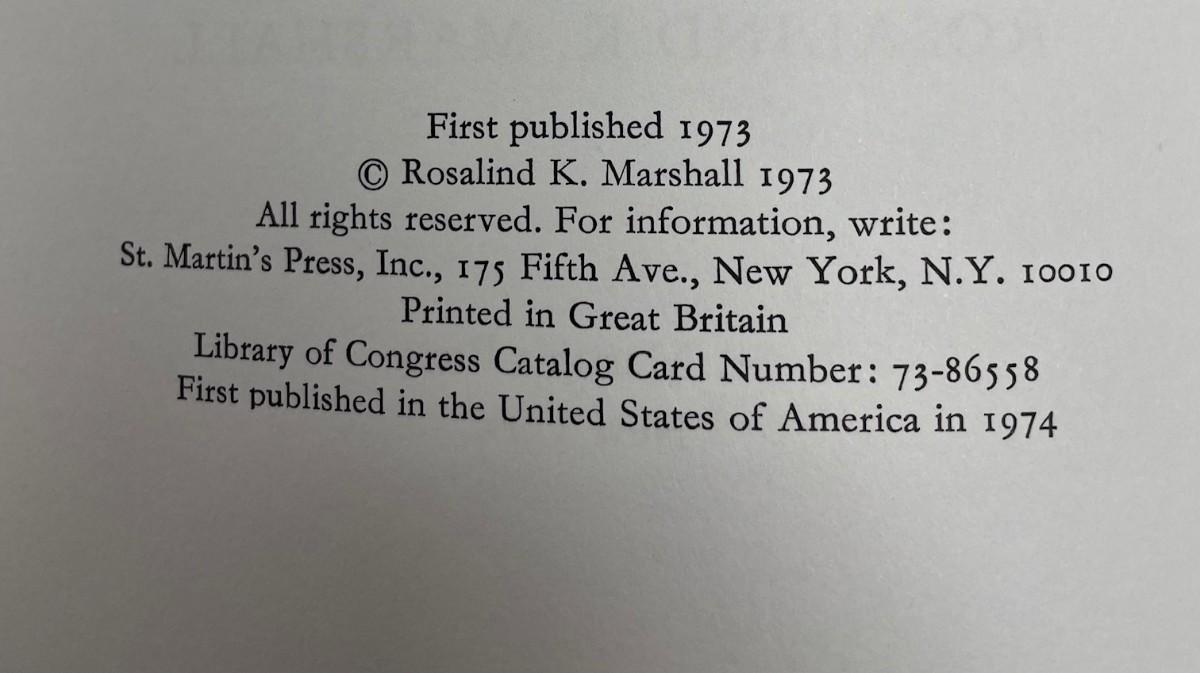 First published 1973
© Rosalind K. Marshall 1973
All rights reserved. For information, write:
St. Martin's Press, Inc., 175 Fifth Ave., New York, N.Y. 10010
Printed in Great Britain
Library of Congress Catalog Card Number: 73-86558
First published in the United States of America in 1974